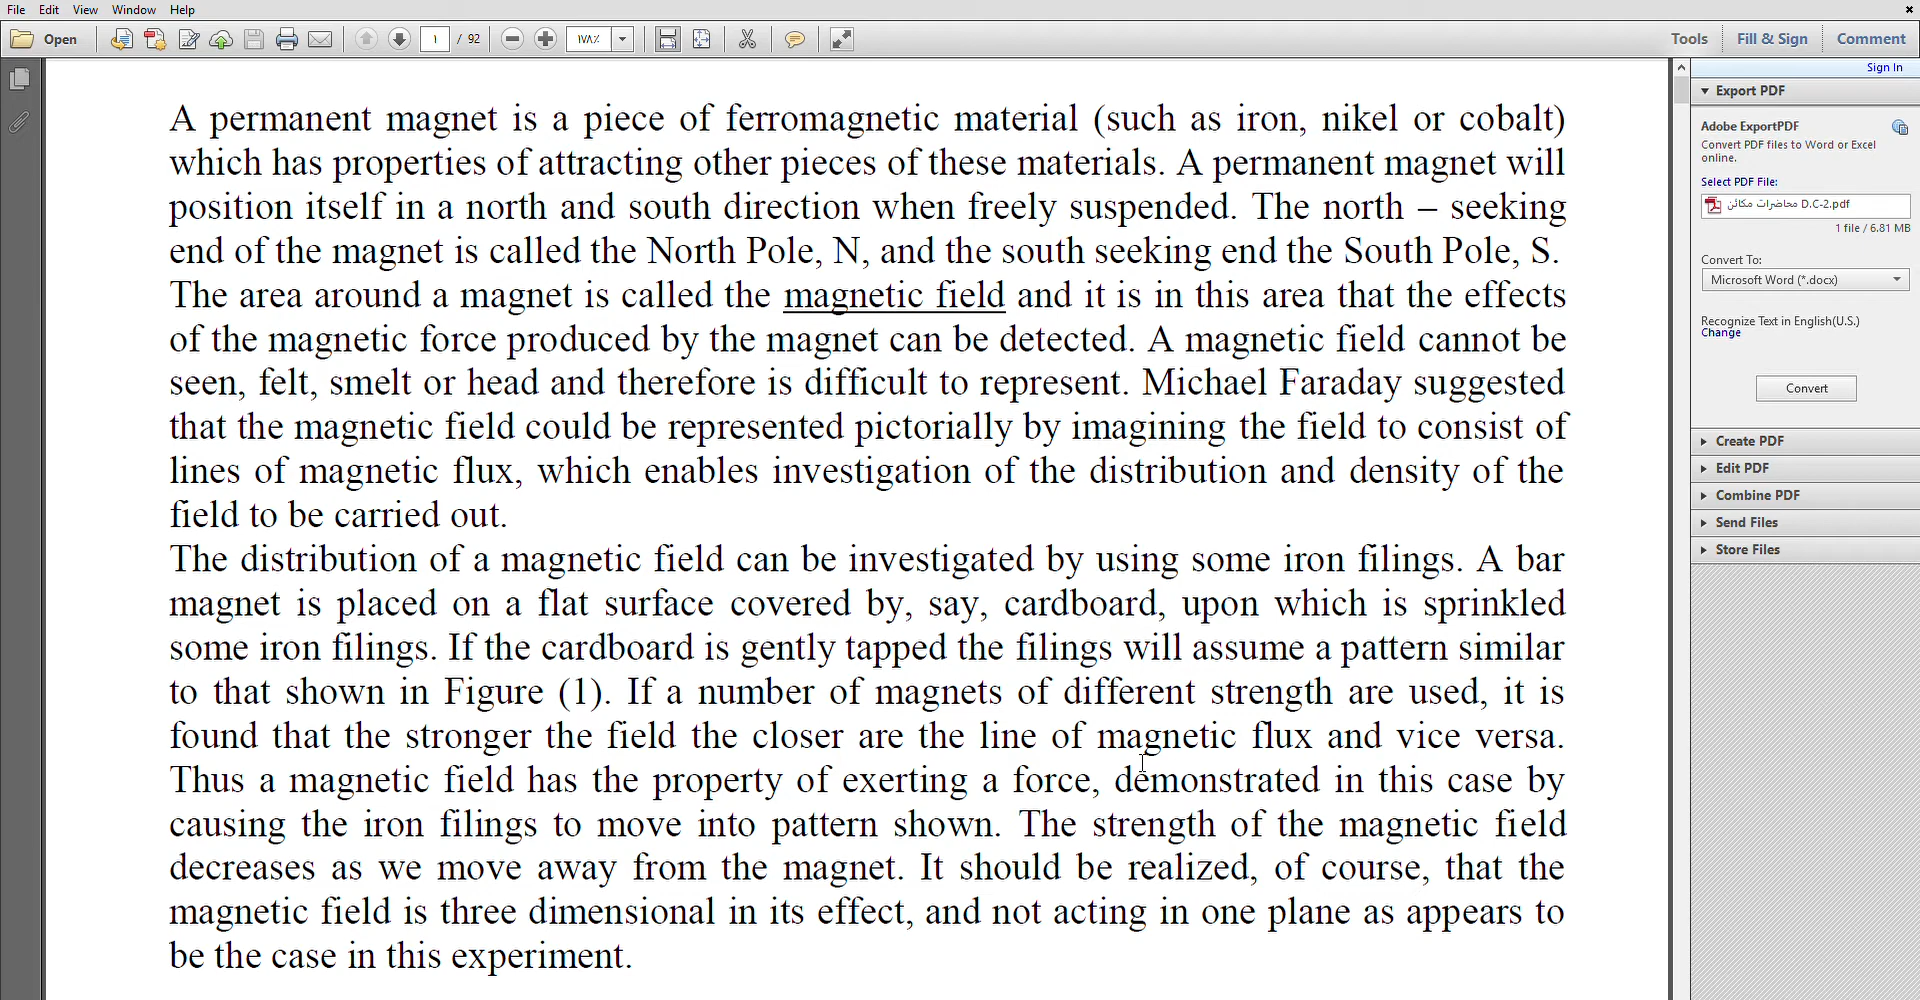 File Edit View Window Help
Open ١ / 92 ١٧٨٪ Tools Fill & Sign Comment
Sign In
A permanent magnet is a piece of ferromagnetic material (such as iron, nikel or cobalt)
which has properties of attracting other pieces of these materials. A permanent magnet will
position itself in a north and south direction when freely suspended. The north – seeking
end of the magnet is called the North Pole, N, and the south seeking end the South Pole, S.
The area around a magnet is called the magnetic field and it is in this area that the effects
of the magnetic force produced by the magnet can be detected. A magnetic field cannot be
seen, felt, smelt or head and therefore is difficult to represent. Michael Faraday suggested
that the magnetic field could be represented pictorially by imagining the field to consist of
lines of magnetic flux, which enables investigation of the distribution and density of the
field to be carried out.
The distribution of a magnetic field can be investigated by using some iron filings. A bar
magnet is placed on a flat surface covered by, say, cardboard, upon which is sprinkled
some iron filings. If the cardboard is gently tapped the filings will assume a pattern similar
to that shown in Figure (1). If a number of magnets of different strength are used, it is
found that the stronger the field the closer are the line of magnetic flux and vice versa.
Thus a magnetic field has the property of exerting a force, demonstrated in this case by
causing the iron filings to move into pattern shown. The strength of the magnetic field
decreases as we move away from the magnet. It should be realized, of course, that the
magnetic field is three dimensional in its effect, and not acting in one plane as appears to
be the case in this experiment.
Export PDF
Adobe ExportPDF
Convert PDF files to Word or Excel
online.
Select PDF File:
محاضرات مكائن D.C-2.pdf
1 file / 6.81 MB
Convert To:
Microsoft Word (*.docx)
Recognize Text in English(U.S.)
Change
Convert
Create PDF
Edit PDF
Combine PDF
Send Files
Store Files